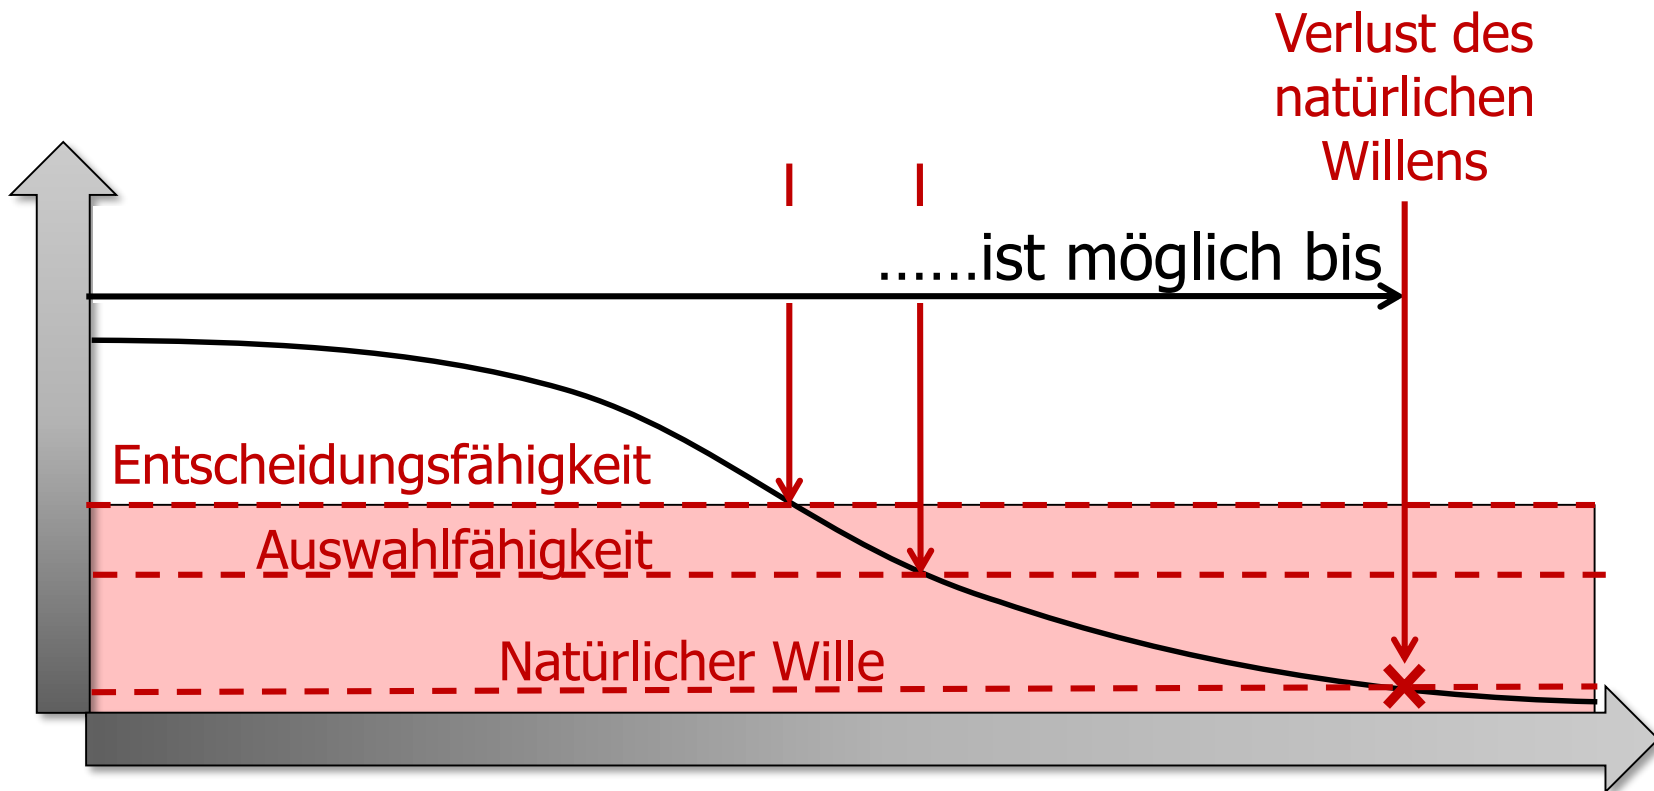 Verlust des
natürlichen
Willens
......ist möglich bis
Entscheidungsfähigkeit
Auswahlfähigkeit
Natürlicher Wille